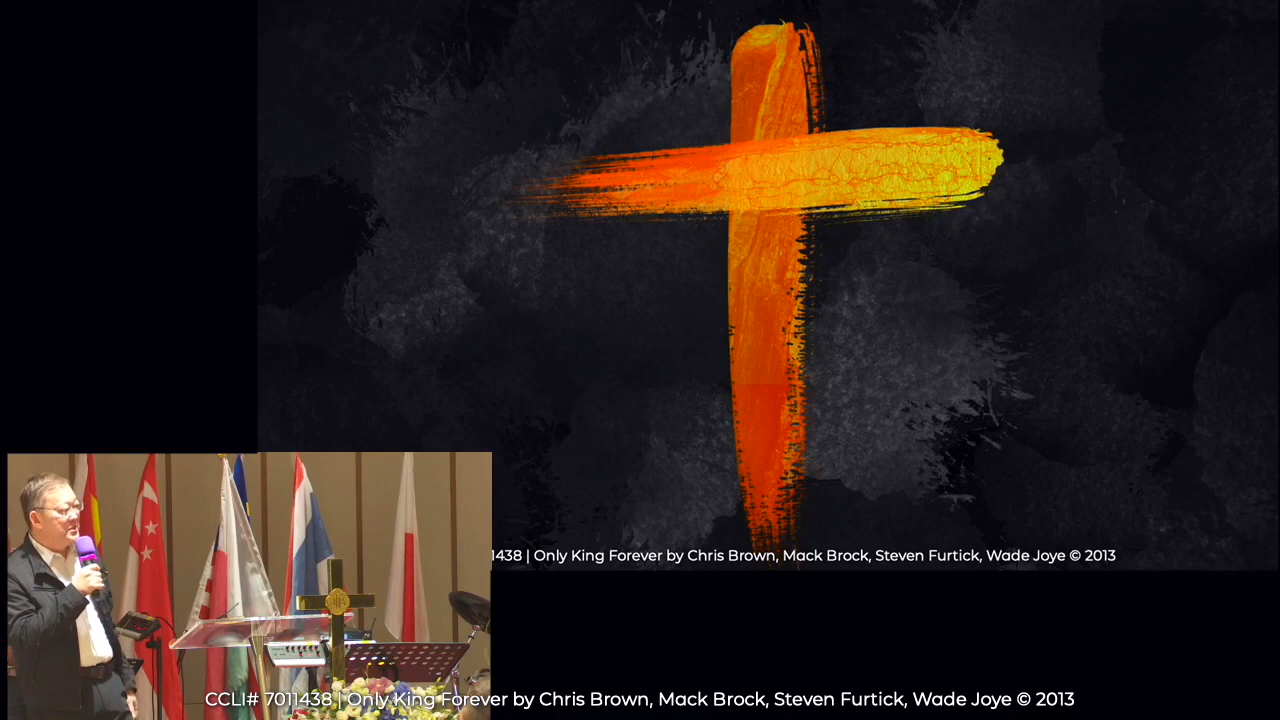 1438 | Only King Forever by Chris Brown, Mack Brock, Steven Furtick, Wade Joye © 2013
CCLI# 7011438 | Only King Forever by Chris Brown, Mack Brock, Steven Furtick, Wade Joye © 2013